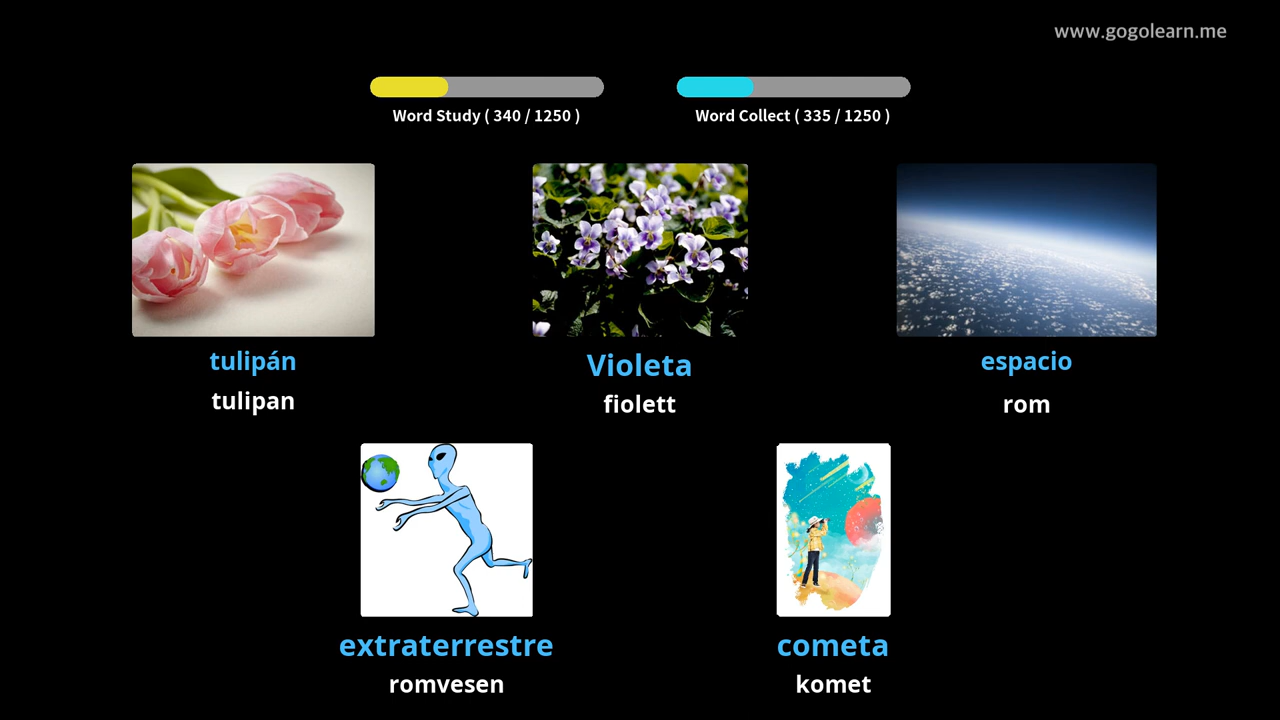 www.gogolearn.me
Word Study ( 340 / 1250 )
Word Collect ( 335 / 1250 )
tulipán
tulipan
Violeta
fiolett
espacio
rom
extraterrestre
romvesen
cometa
komet